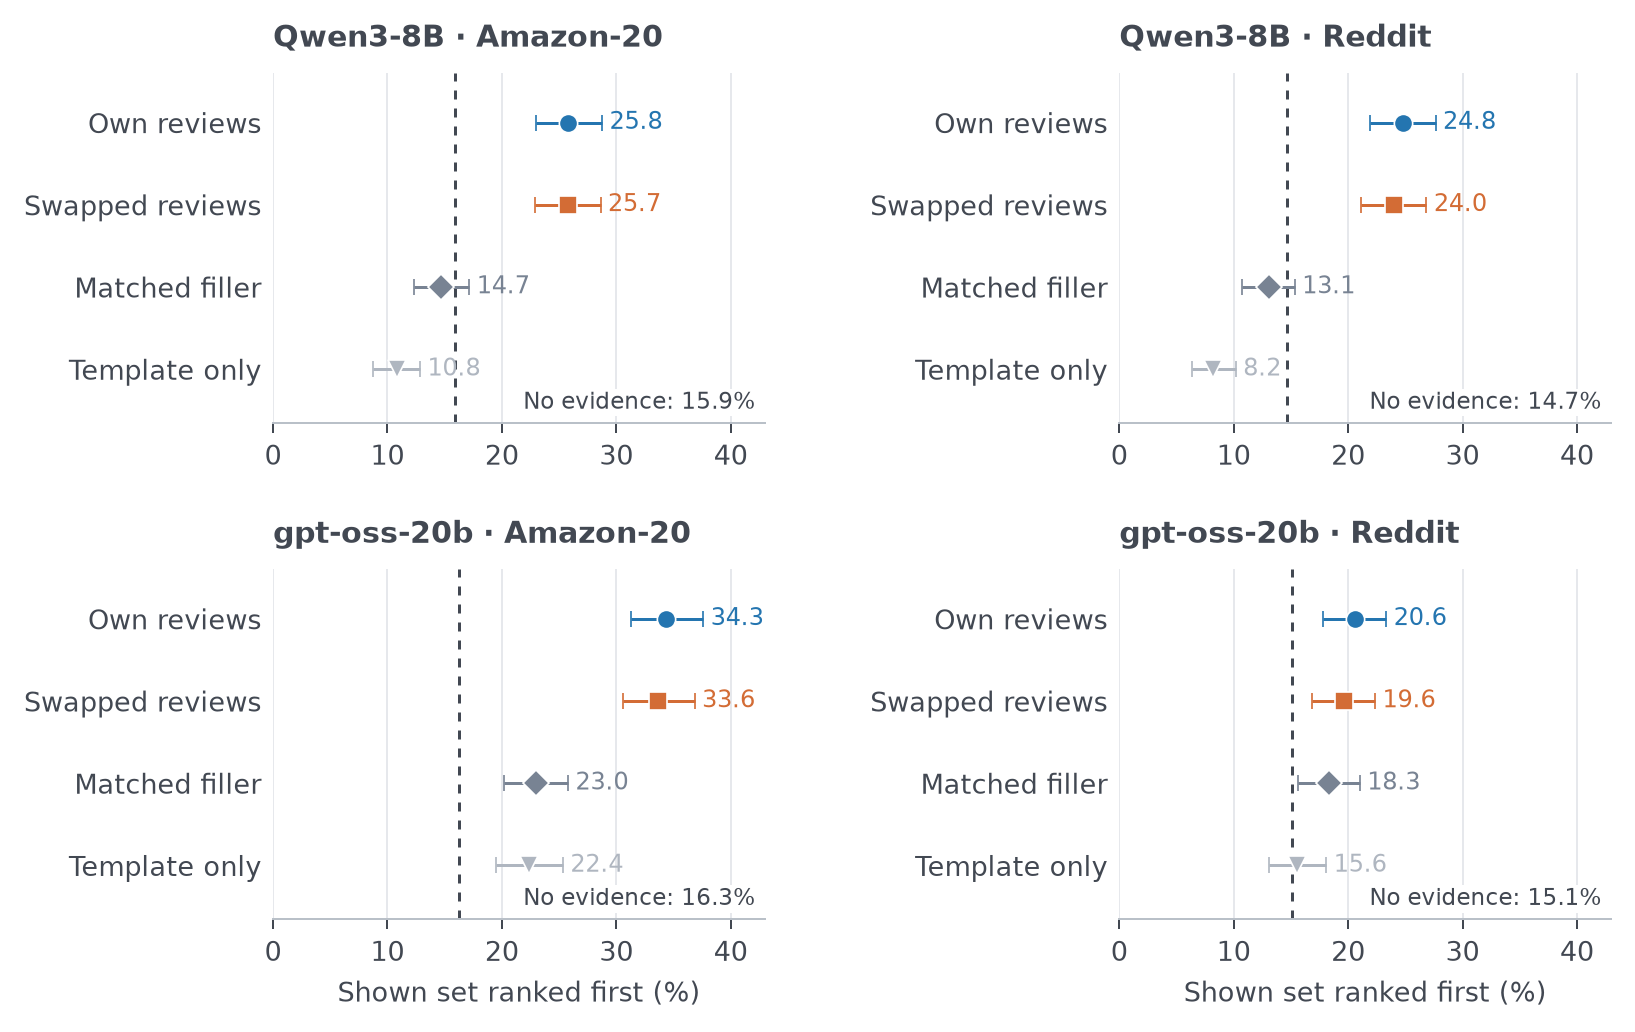 Qwen3-8B · Amazon-20
Own reviews
25.8
Swapped reviews
25.7
Matched filler
14.7
Template only
10.8
No evidence: 15.9%
0 10 20 30 40
Qwen3-8B · Reddit
Own reviews
24.8
Swapped reviews
24.0
Matched filler
13.1
Template only
8.2
No evidence: 14.7%
0 10 20 30 40
gpt-oss-20b · Amazon-20
Own reviews
34.3
Swapped reviews
33.6
Matched filler
23.0
Template only
22.4
No evidence: 16.3%
0 10 20 30 40
Shown set ranked first (%)
gpt-oss-20b · Reddit
Own reviews
20.6
Swapped reviews
19.6
Matched filler
18.3
Template only
15.6
No evidence: 15.1%
0 10 20 30 40
Shown set ranked first (%)